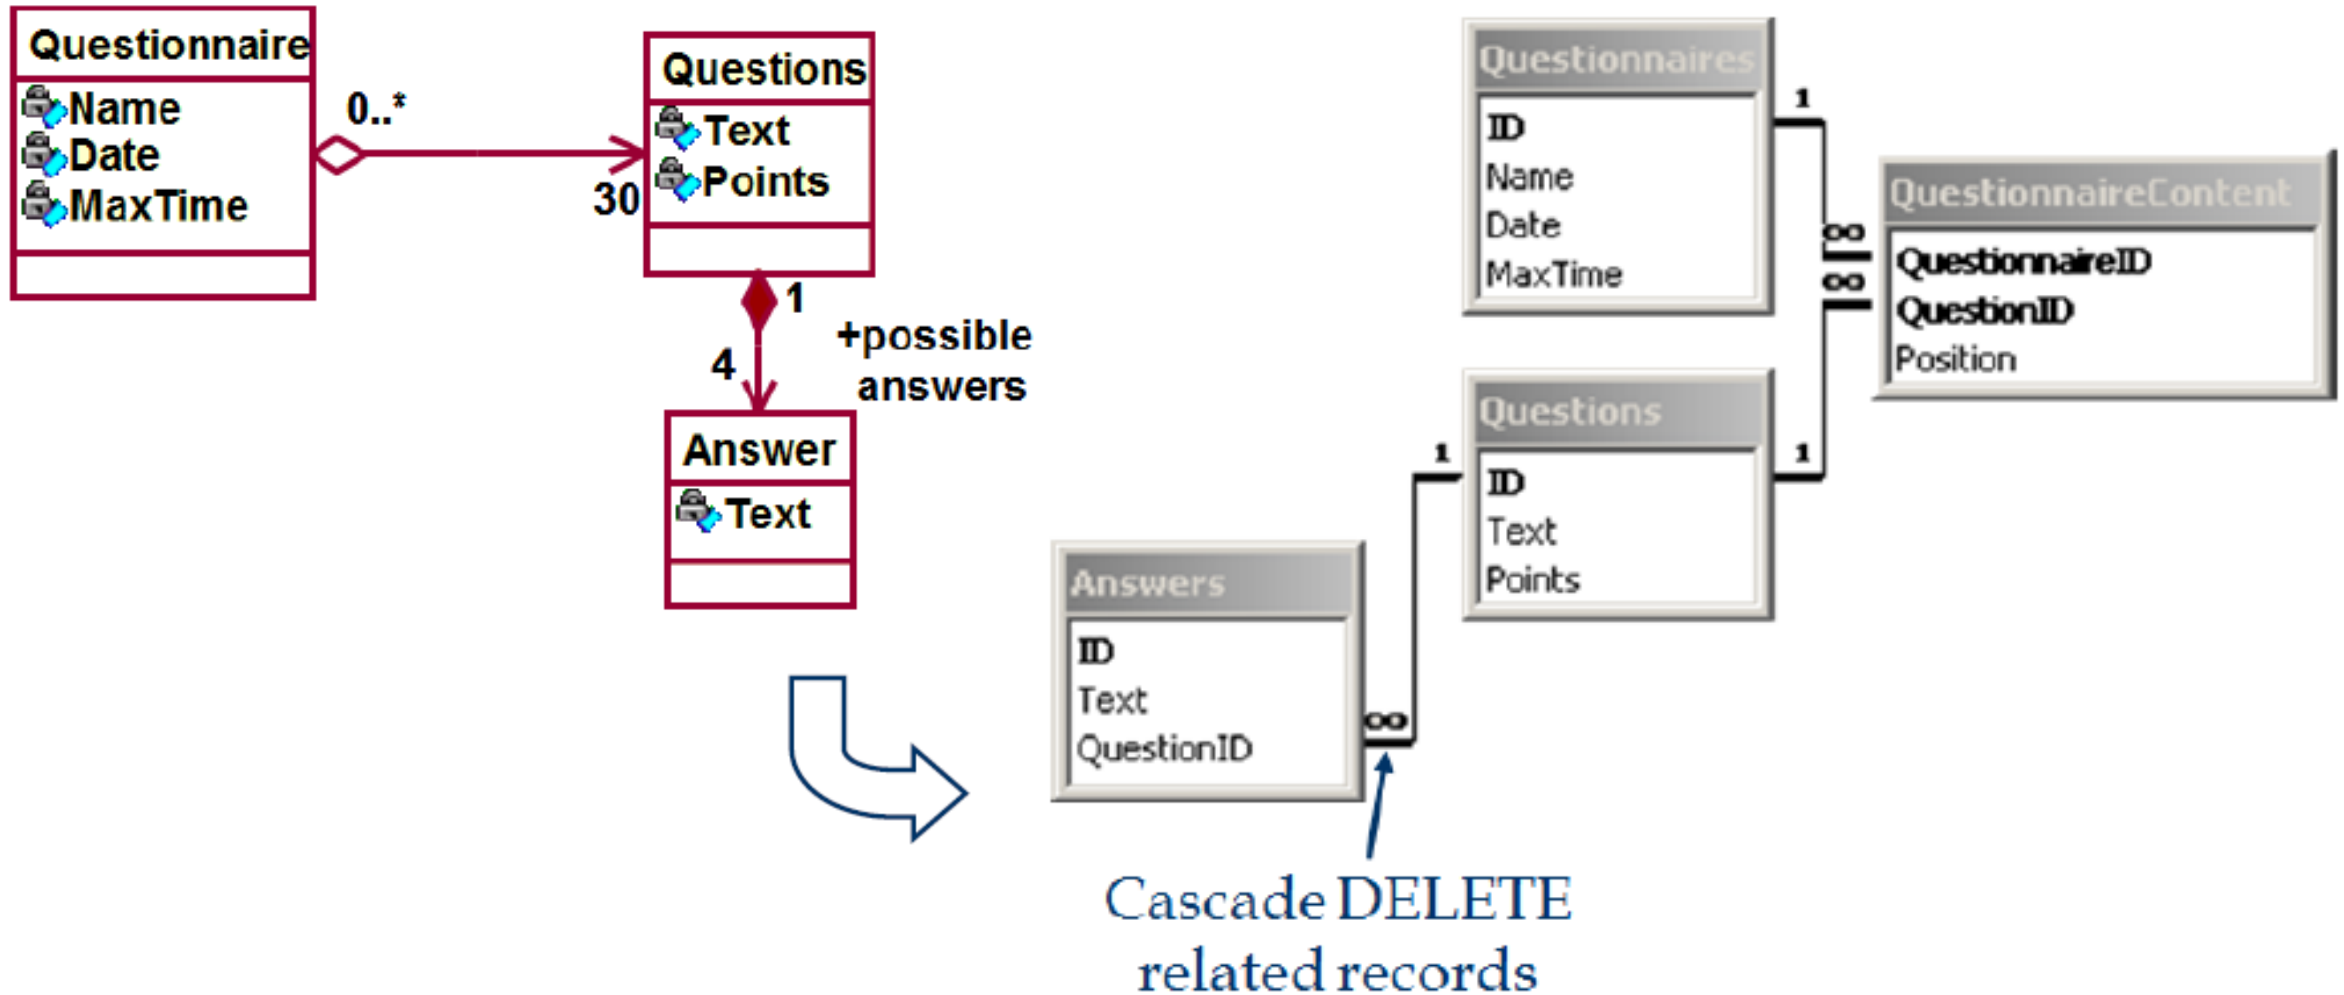 Questionnaire
Name
Date
MaxTime
0..*
30
Questions
Text
Points
1
+possible
answers
4
Answer
Text
Questionnaires
ID
Name
Date
MaxTime
1
∞
∞
QuestionnaireContent
QuestionnaireID
QuestionID
Position
Questions
ID
Text
Points
1
1
Answers
ID
Text
QuestionID
∞
Cascade DELETE
related records